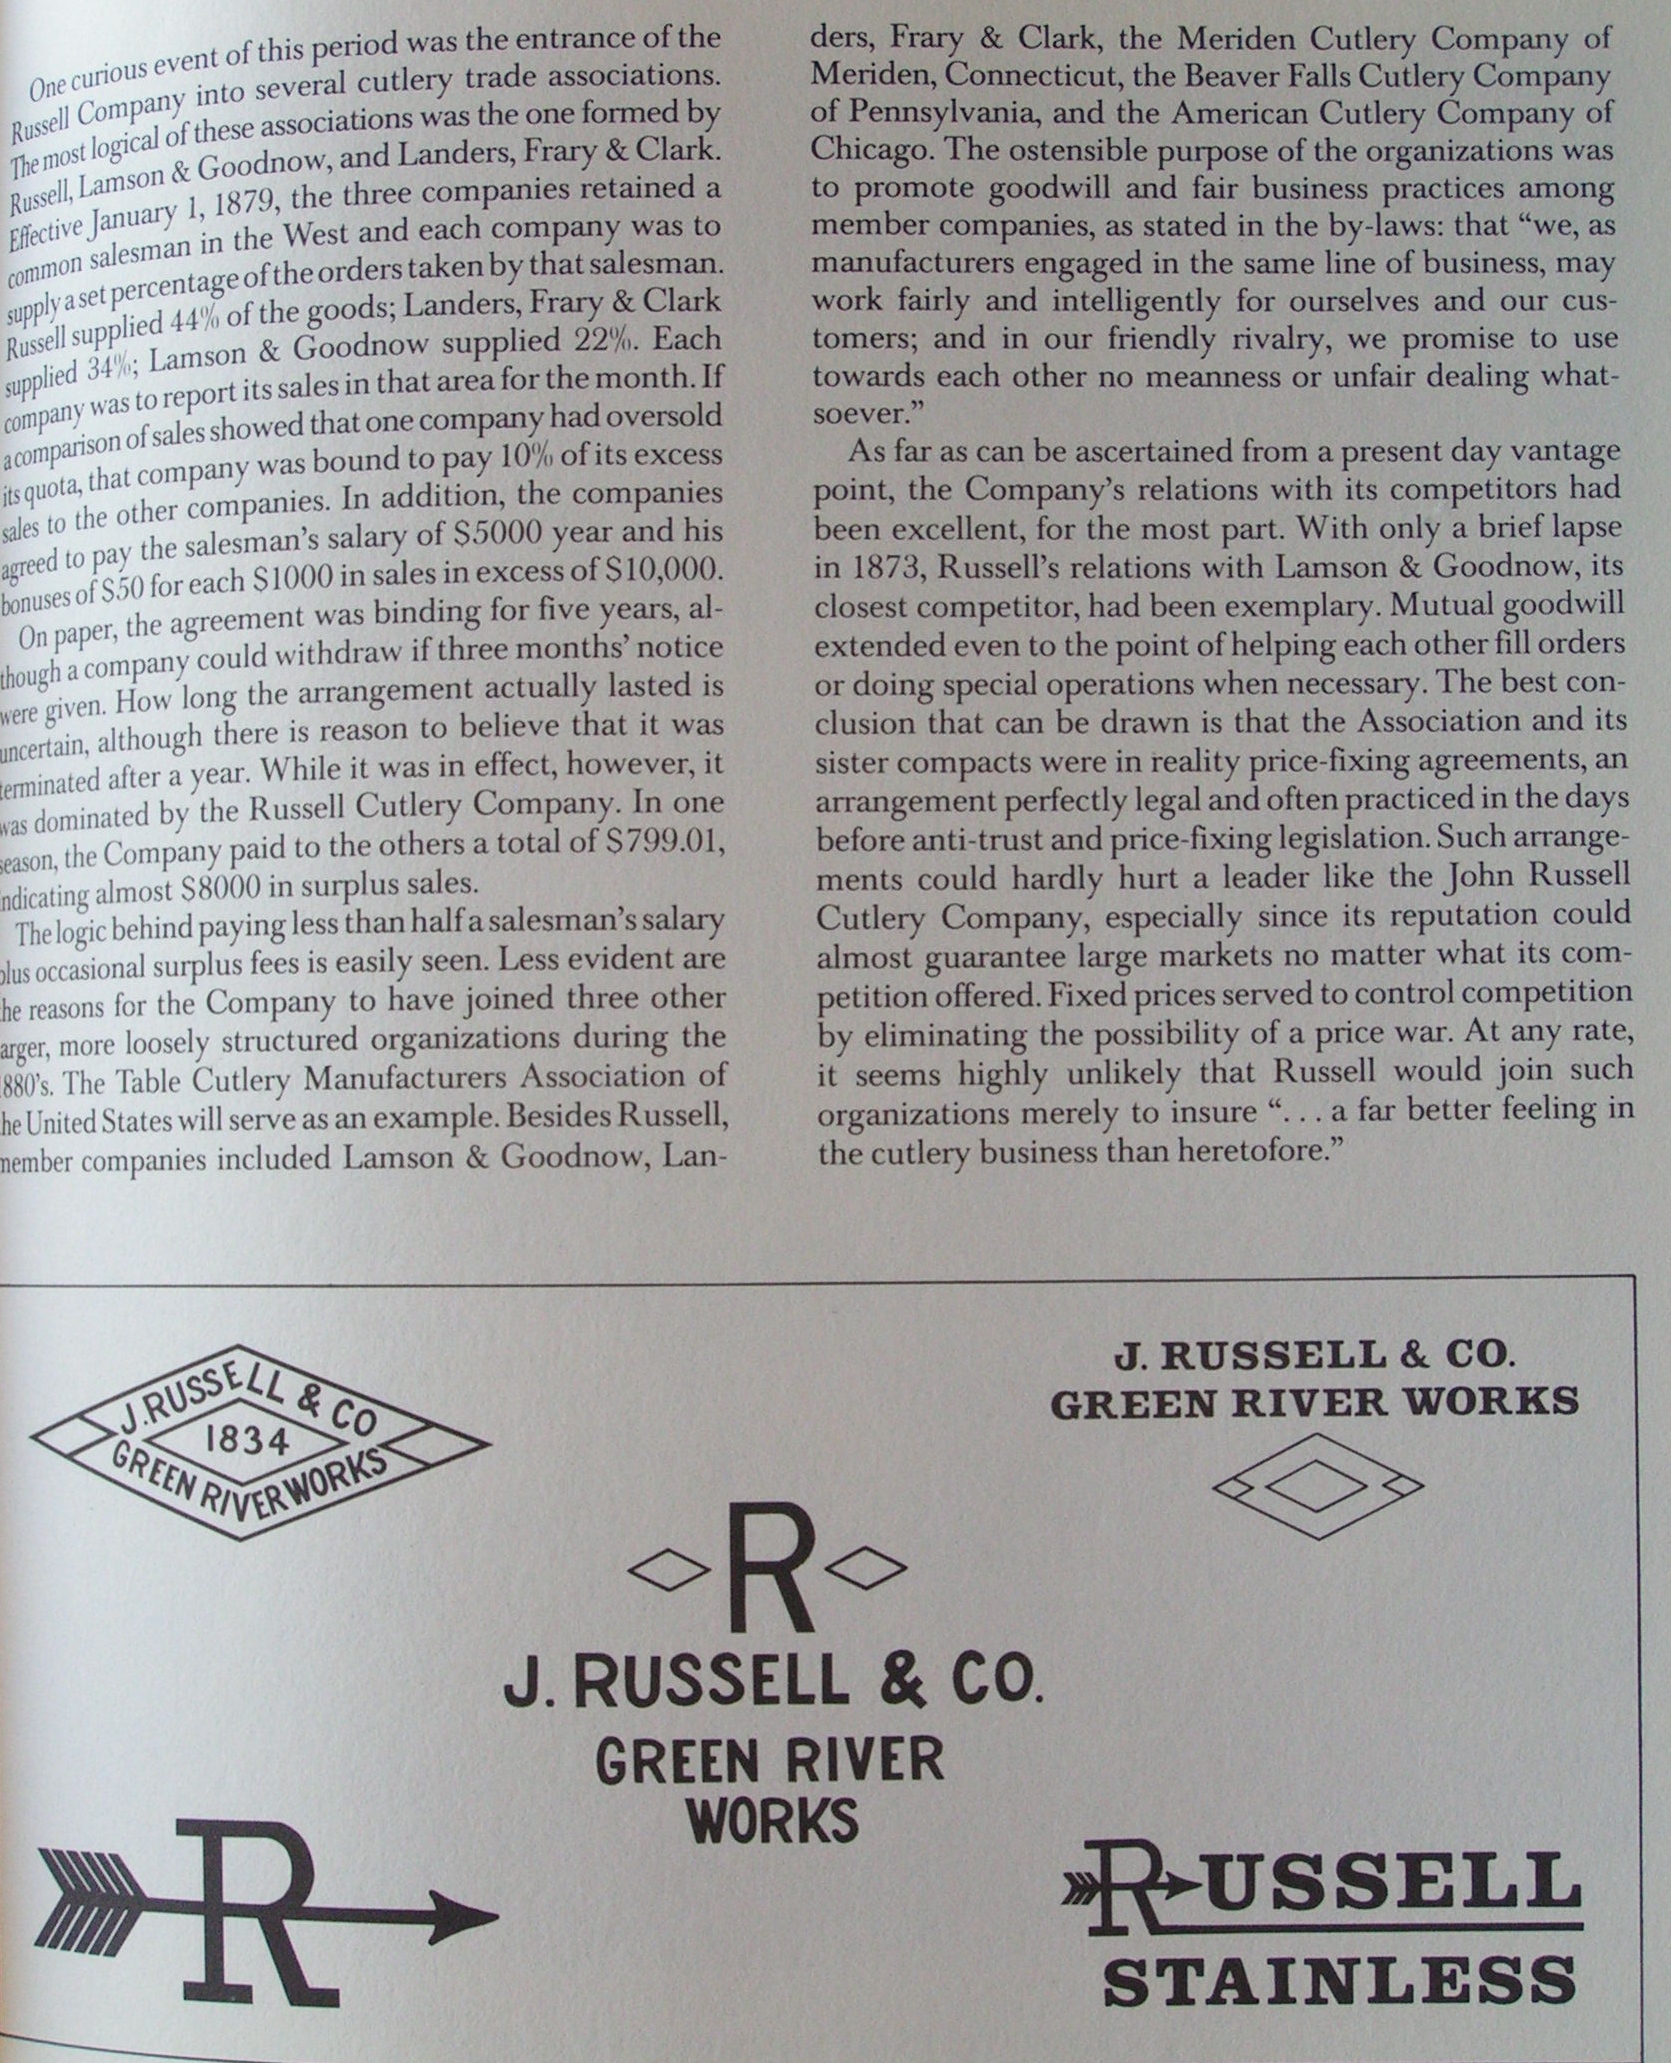 One curious event of this period was the entrance of the
Russell Company into several cutlery trade associations.
The most logical of these associations was the one formed by
Russell, Lamson & Goodnow, and Landers, Frary & Clark.
Effective January 1, 1879, the three companies retained a
common salesman in the West and each company was to
supply a set percentage of the orders taken by that salesman.
Russell supplied 44% of the goods; Landers, Frary & Clark
supplied 34%; Lamson & Goodnow supplied 22%. Each
company was to report its sales in that area for the month. If
a comparison of sales showed that one company had oversold
its quota, that company was bound to pay 10% of its excess
sales to the other companies. In addition, the companies
agreed to pay the salesman's salary of $5000 year and his
bonuses of $50 for each $1000 in sales in excess of $10,000.
On paper, the agreement was binding for five years, al-
though a company could withdraw if three months' notice
were given. How long the arrangement actually lasted is
uncertain, although there is reason to believe that it was
terminated after a year. While it was in effect, however, it
was dominated by the Russell Cutlery Company. In one
season, the Company paid to the others a total of $799.01,
indicating almost $8000 in surplus sales.
The logic behind paying less than half a salesman's salary
plus occasional surplus fees is easily seen. Less evident are
he reasons for the Company to have joined three other
arger, more loosely structured organizations during the
880's. The Table Cutlery Manufacturers Association of
he United States will serve as an example. Besides Russell,
member companies included Lamson & Goodnow, Lan-
ders, Frary & Clark, the Meriden Cutlery Company of
Meriden, Connecticut, the Beaver Falls Cutlery Company
of Pennsylvania, and the American Cutlery Company of
Chicago. The ostensible purpose of the organizations was
to promote goodwill and fair business practices among
member companies, as stated in the by-laws: that “we, as
manufacturers engaged in the same line of business, may
work fairly and intelligently for ourselves and our cus-
tomers; and in our friendly rivalry, we promise to use
towards each other no meanness or unfair dealing what-
soever.”
As far as can be ascertained from a present day vantage
point, the Company's relations with its competitors had
been excellent, for the most part. With only a brief lapse
in 1873, Russell's relations with Lamson & Goodnow, its
closest competitor, had been exemplary. Mutual goodwill
extended even to the point of helping each other fill orders
or doing special operations when necessary. The best con-
clusion that can be drawn is that the Association and its
sister compacts were in reality price-fixing agreements, an
arrangement perfectly legal and often practiced in the days
before anti-trust and price-fixing legislation. Such arrange-
ments could hardly hurt a leader like the John Russell
Cutlery Company, especially since its reputation could
almost guarantee large markets no matter what its com-
petition offered. Fixed prices served to control competition
by eliminating the possibility of a price war. At any rate,
it seems highly unlikely that Russell would join such
organizations merely to insure “. . . a far better feeling in
the cutlery business than heretofore.”
J. RUSSELL & CO
1834
GREEN RIVER WORKS
J. RUSSELL & CO.
GREEN RIVER WORKS
R
J. RUSSELL & CO.
GREEN RIVER
WORKS
R
RUSSELL
STAINLESS